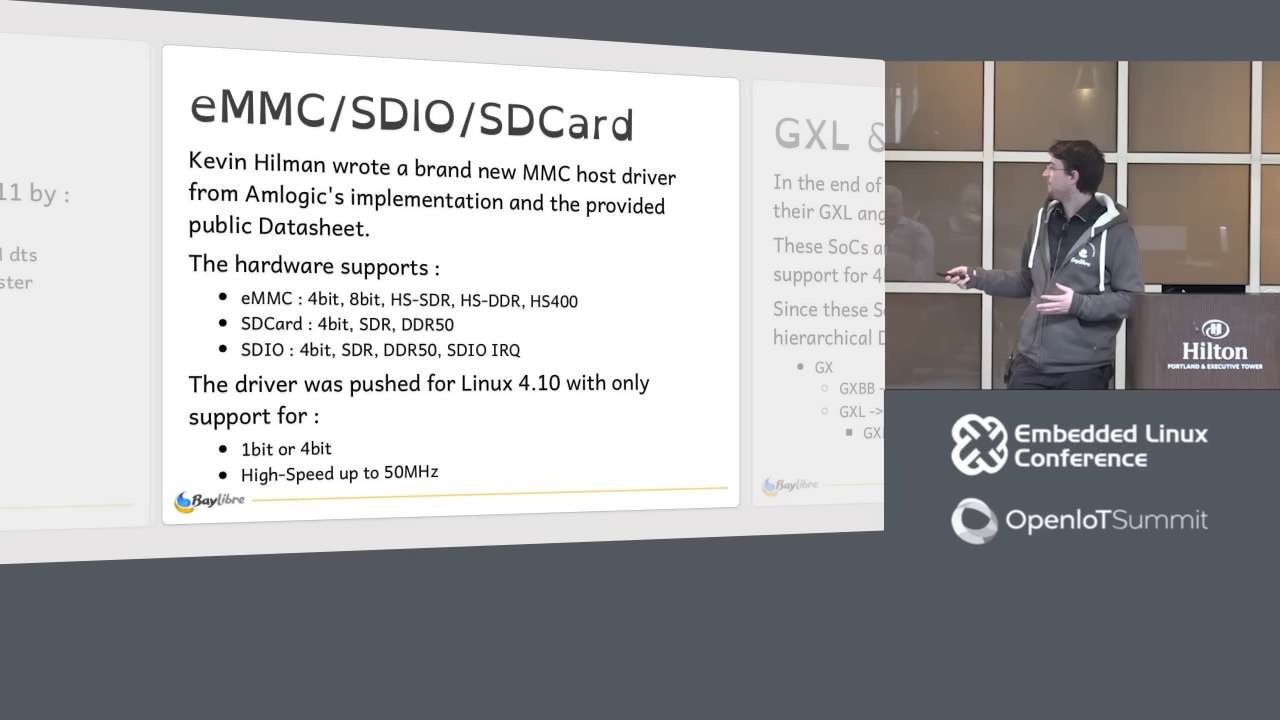 11 by :
dts
ster
eMMC/SDIO/SDCard
Kevin Hilman wrote a brand new MMC host driver
from Amlogic's implementation and the provided
public Datasheet.
The hardware supports :
• eMMC : 4bit, 8bit, HS-SDR, HS-DDR, HS400
• SDCard : 4bit, SDR, DDR50
• SDIO : 4bit, SDR, DDR50, SDIO IRQ
The driver was pushed for Linux 4.10 with only
support for :
• 1bit or 4bit
• High-Speed up to 50MHz
Baylibre
GXL &
In the end of
their GXL an
These SoCs a
support for 4
Since these S
hierarchical D
• GX
○ GXBB -
○ GXL ->
▪ GX
Baylibre
Baylibre
Hilton
PORTLAND & EXECUTIVE TOWER
Embedded Linux
Conference
OpenIoTSummit